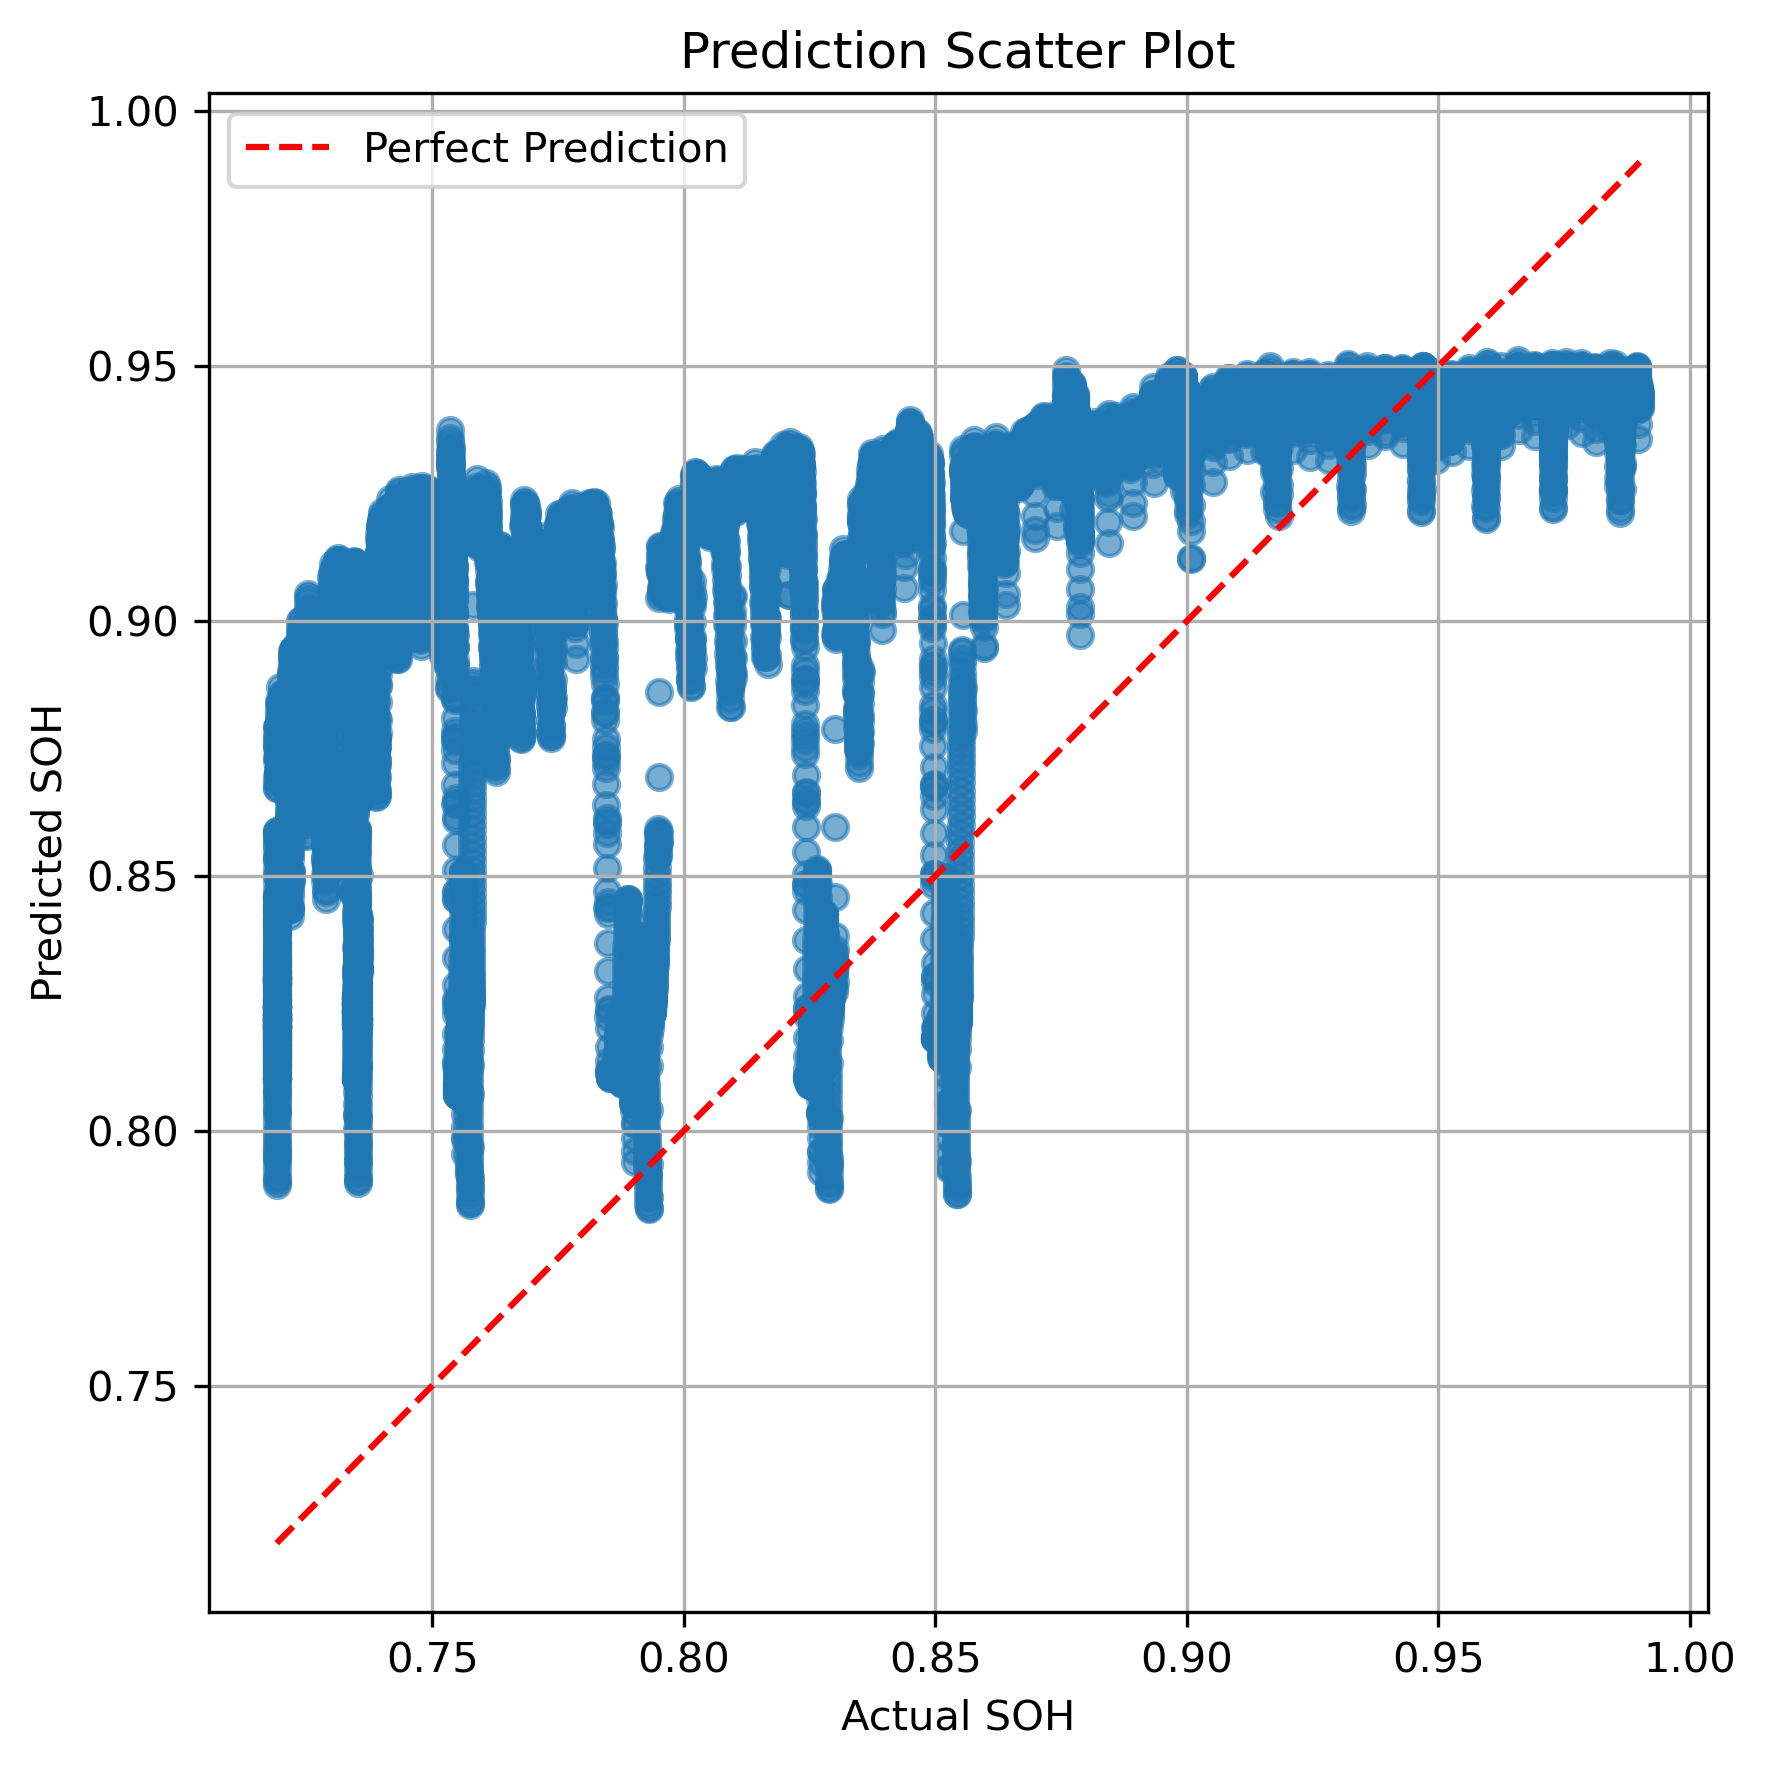 Prediction Scatter Plot
Perfect Prediction
1.00
0.95
0.90
0.85
0.80
0.75
Predicted SOH
0.75 0.80 0.85 0.90 0.95 1.00
Actual SOH